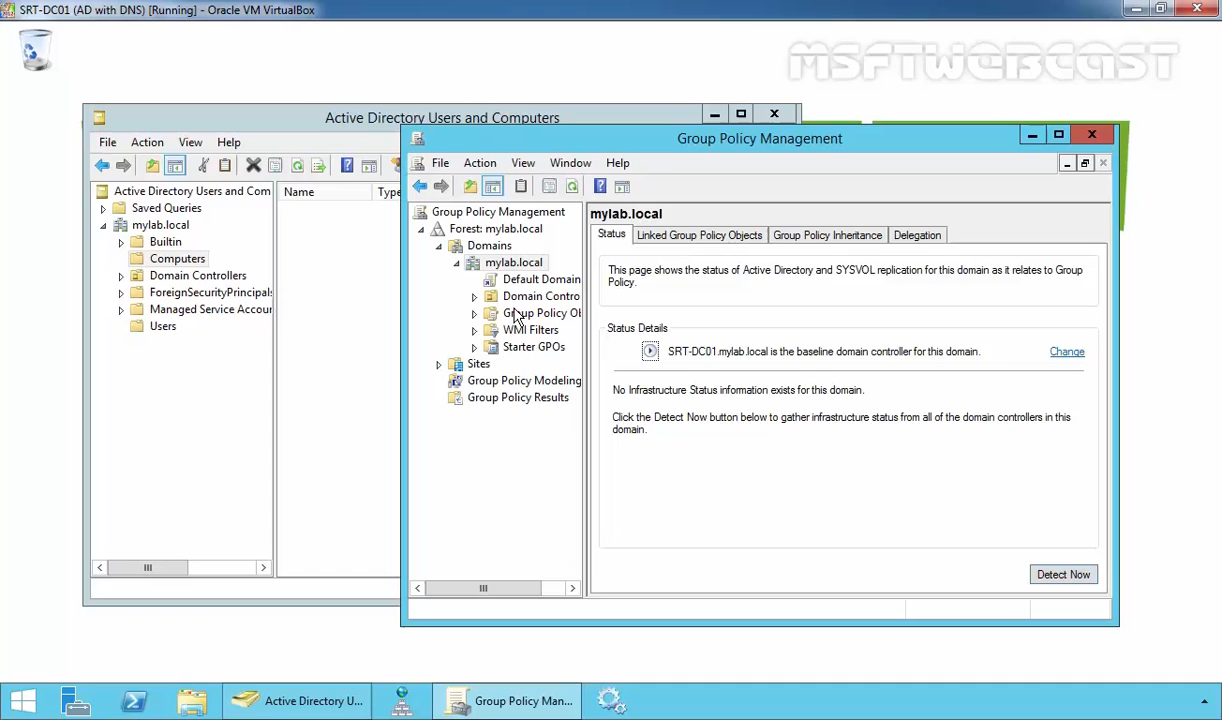 SRT-DC01 (AD with DNS) [Running] - Oracle VM VirtualBox
MSFTWEBCAST
Active Directory Users and Computers
File Action View Help
Active Directory Users and Com
Name Type
Saved Queries
mylab.local
Builtin
Computers
Domain Controllers
ForeignSecurityPrincipals
Managed Service Accour
Users
Group Policy Management
File Action View Window Help
Group Policy Management
Forest: mylab.local
Domains
mylab.local
Default Domain
Domain Contro
Group Policy Ob
WMI Filters
Starter GPOs
Sites
Group Policy Modeling
Group Policy Results
mylab.local
Status Linked Group Policy Objects Group Policy Inheritance Delegation
This page shows the status of Active Directory and SYSVOL replication for this domain as it relates to Group
Policy.
Status Details
SRT-DC01.mylab.local is the baseline domain controller for this domain. Change
No Infrastructure Status information exists for this domain.
Click the Detect Now button below to gather infrastructure status from all of the domain controllers in this
domain.
Detect Now
Active Directory U... Group Policy Man...